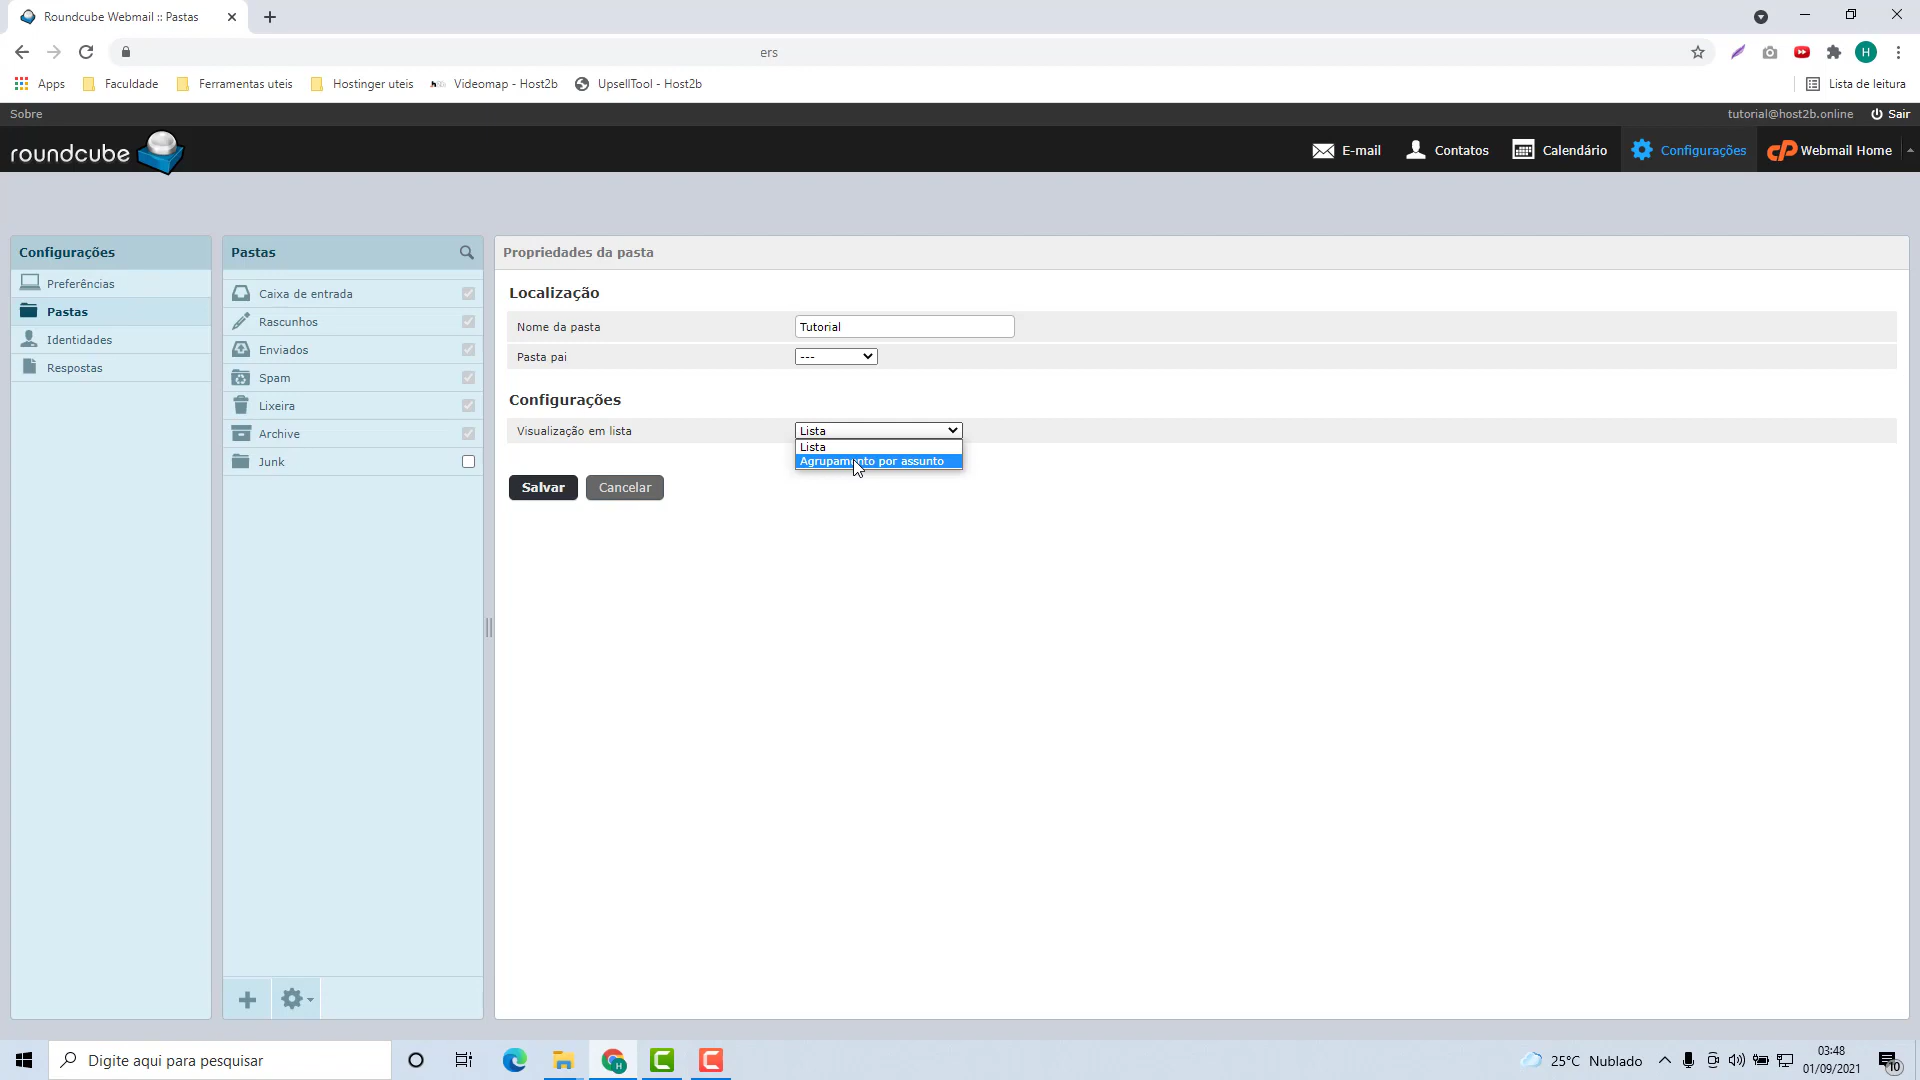 Roundcube Webmail :: Pastas
ers
H
Apps
Faculdade
Ferramentas uteis
Hostinger uteis
Videomap - Host2b
UpsellTool - Host2b
Lista de leitura
Sobre
tutorial@host2b.online
Sair
roundcube
E-mail
Contatos
Calendário
Configurações
cP Webmail Home
Configurações
Preferências
Pastas
Identidades
Respostas
Pastas
Caixa de entrada
Rascunhos
Enviados
Spam
Lixeira
Archive
Junk
Propriedades da pasta
Localização
Nome da pasta
Tutorial
Pasta pai
---
Configurações
Visualização em lista
Lista
Lista
Agrupamento por assunto
Salvar
Cancelar
Digite aqui para pesquisar
25°C Nublado
03:48
01/09/2021
10